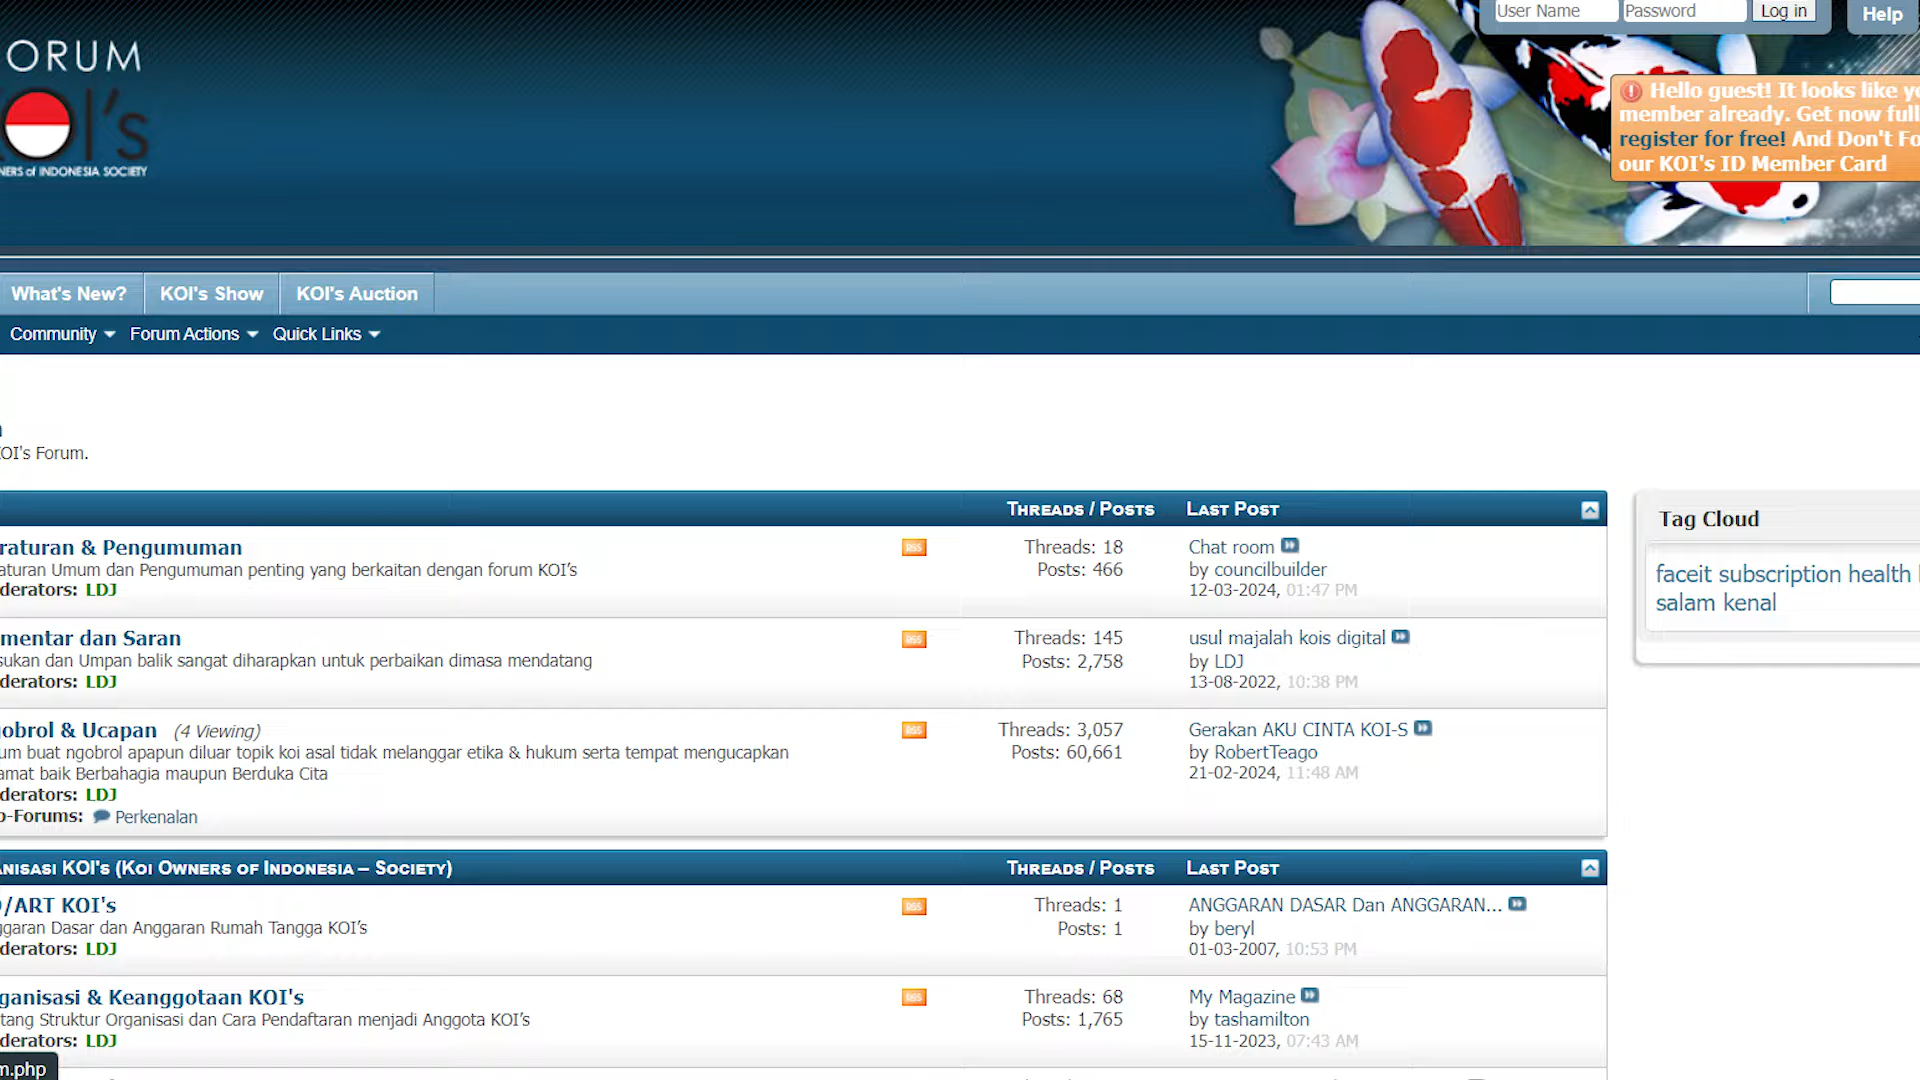 User Name Password Log in Help
ORUM
KOI's
NERS of INDONESIA SOCIETY
Hello guest! It looks like yo
member already. Get now full
register for free! And Don't Fo
our KOI's ID Member Card
What's New? KOI's Show KOI's Auction
Community Forum Actions Quick Links
OI's Forum.
Threads / Posts Last Post
raturan & Pengumuman
aturan Umum dan Pengumuman penting yang berkaitan dengan forum KOI's
derators: LDJ
RSS
Threads: 18
Posts: 466
Chat room
by councilbuilder
12-03-2024, 01:47 PM
mentar dan Saran
sukan dan Umpan balik sangat diharapkan untuk perbaikan dimasa mendatang
derators: LDJ
RSS
Threads: 145
Posts: 2,758
usul majalah kois digital
by LDJ
13-08-2022, 10:38 PM
gobrol & Ucapan (4 Viewing)
um buat ngobrol apapun diluar topik koi asal tidak melanggar etika & hukum serta tempat mengucapkan
amat baik Berbahagia maupun Berduka Cita
derators: LDJ
b-Forums: Perkenalan
RSS
Threads: 3,057
Posts: 60,661
Gerakan AKU CINTA KOI-S
by RobertTeago
21-02-2024, 11:48 AM
Tag Cloud
faceit subscription health
salam kenal
anisasi KOI's (Koi Owners of Indonesia – Society) Threads / Posts Last Post
D/ART KOI's
ggaran Dasar dan Anggaran Rumah Tangga KOI's
derators: LDJ
RSS
Threads: 1
Posts: 1
ANGGARAN DASAR Dan ANGGARAN...
by beryl
01-03-2007, 10:53 PM
ganisasi & Keanggotaan KOI's
tang Struktur Organisasi dan Cara Pendaftaran menjadi Anggota KOI's
derators: LDJ
RSS
Threads: 68
Posts: 1,765
My Magazine
by tashamilton
15-11-2023, 07:43 AM
m.php